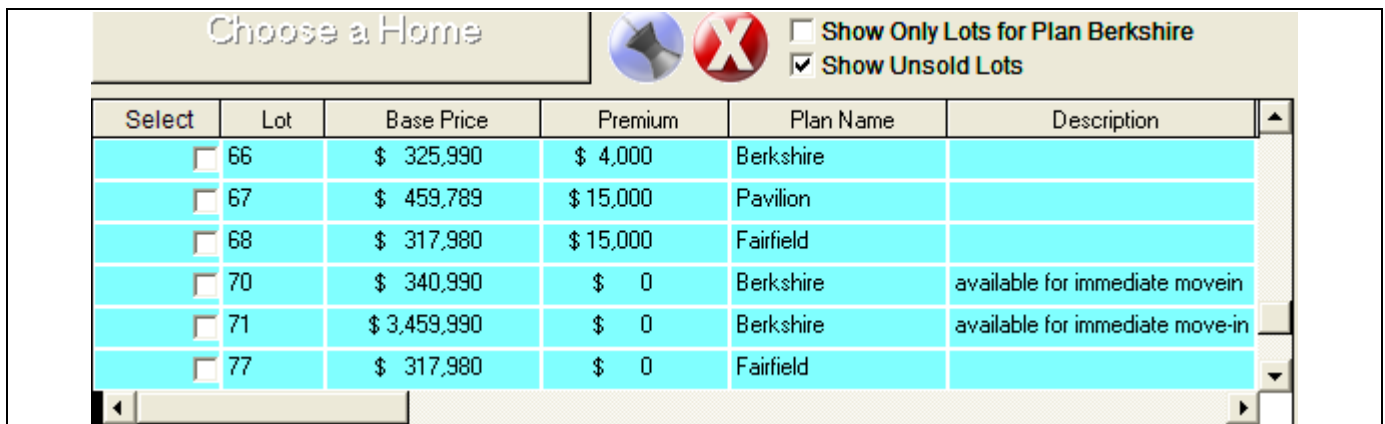 Choose a Home
Show Only Lots for Plan Berkshire
Show Unsold Lots
Select Lot Base Price Premium Plan Name Description
66 $ 325,990 $ 4,000 Berkshire
67 $ 459,789 $ 15,000 Pavilion
68 $ 317,980 $ 15,000 Fairfield
70 $ 340,990 $ 0 Berkshire available for immediate movein
71 $ 3,459,990 $ 0 Berkshire available for immediate move-in
77 $ 317,980 $ 0 Fairfield